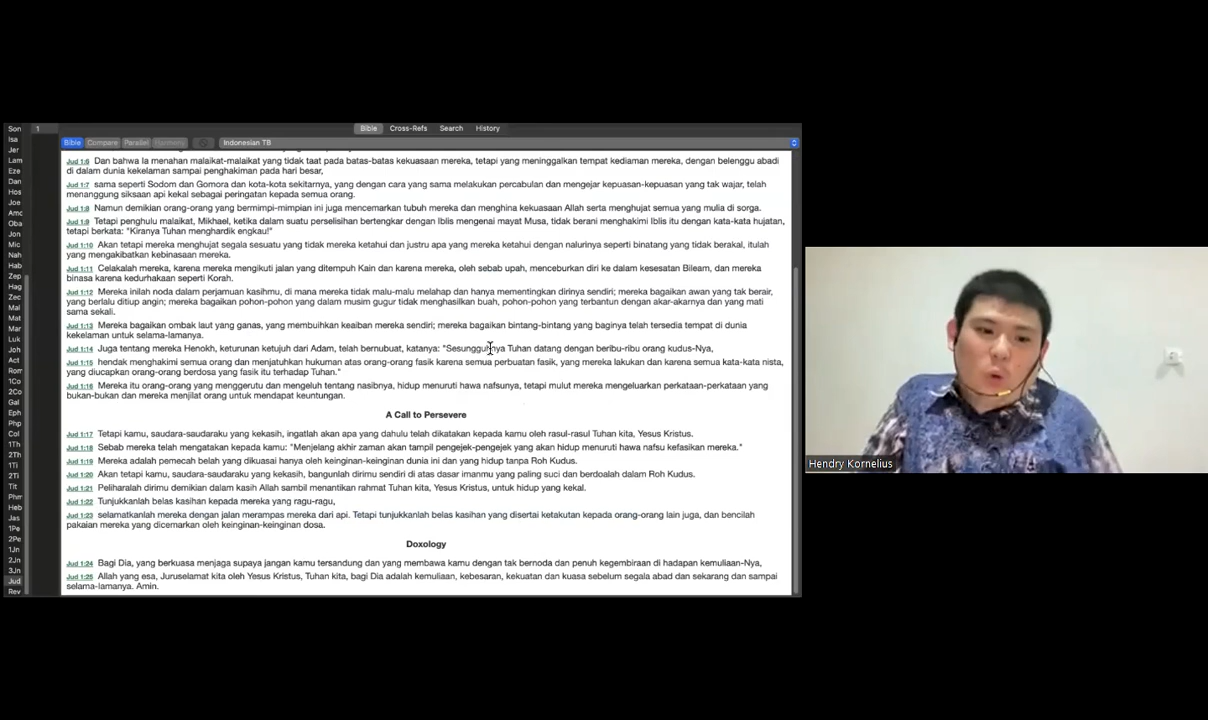 Bible Cross-Refs Search History
Bible Compare Parallel Harmony Indonesian TB
Son 1
Isa
Jer
Lam
Eze
Dan
Hos
Joe
Amo
Oba
Jon
Mic
Nah
Hab
Zep
Hag
Zec
Mal
Mat
Mar
Luk
Joh
Act
Rom
1Co
2Co
Gal
Eph
Php
Col
1Th
2Th
1Ti
2Ti
Tit
Phm
Heb
Jas
1Pe
2Pe
1Jn
2Jn
3Jn
Jud
Rev
Jud 1:6 Dan bahwa Ia menahan malaikat-malaikat yang tidak taat pada batas-batas kekuasaan mereka, tetapi yang meninggalkan tempat kediaman mereka, dengan belenggu abadi
di dalam dunia kekelaman sampai penghakiman pada hari besar,
Jud 1:7 sama seperti Sodom dan Gomora dan kota-kota sekitarnya, yang dengan cara yang sama melakukan percabulan dan mengejar kepuasan-kepuasan yang tak wajar, telah
menanggung siksaan api kekal sebagai peringatan kepada semua orang.
Jud 1:8 Namun demikian orang-orang yang bermimpi-mimpian ini juga mencemarkan tubuh mereka dan menghina kekuasaan Allah serta menghujat semua yang mulia di sorga.
Jud 1:9 Tetapi penghulu malaikat, Mikhael, ketika dalam suatu perselisihan bertengkar dengan Iblis mengenai mayat Musa, tidak berani menghakimi Iblis itu dengan kata-kata hujatan,
tetapi berkata: "Kiranya Tuhan menghardik engkau!"
Jud 1:10 Akan tetapi mereka menghujat segala sesuatu yang tidak mereka ketahui dan justru apa yang mereka ketahui dengan nalurinya seperti binatang yang tidak berakal, itulah
yang mengakibatkan kebinasaan mereka.
Jud 1:11 Celakalah mereka, karena mereka mengikuti jalan yang ditempuh Kain dan karena mereka, oleh sebab upah, menceburkan diri ke dalam kesesatan Bileam, dan mereka
binasa karena kedurhakaan seperti Korah.
Jud 1:12 Mereka inilah noda dalam perjamuan kasihmu, di mana mereka tidak malu-malu melahap dan hanya mementingkan dirinya sendiri; mereka bagaikan awan yang tak berair,
yang berlalu ditiup angin; mereka bagaikan pohon-pohon yang dalam musim gugur tidak menghasilkan buah, pohon-pohon yang terbantun dengan akar-akarnya dan yang mati
sama sekali.
Jud 1:13 Mereka bagaikan ombak laut yang ganas, yang membuihkan keaiban mereka sendiri; mereka bagaikan bintang-bintang yang baginya telah tersedia tempat di dunia
kekelaman untuk selama-lamanya.
Jud 1:14 Juga tentang mereka Henokh, keturunan ketujuh dari Adam, telah bernubuat, katanya: "Sesungguhnya Tuhan datang dengan beribu-ribu orang kudus-Nya,
Jud 1:15 hendak menghakimi semua orang dan menjatuhkan hukuman atas orang-orang fasik karena semua perbuatan fasik, yang mereka lakukan dan karena semua kata-kata nista,
yang diucapkan orang-orang berdosa yang fasik itu terhadap Tuhan."
Jud 1:16 Mereka itu orang-orang yang menggerutu dan mengeluh tentang nasibnya, hidup menuruti hawa nafsunya, tetapi mulut mereka mengeluarkan perkataan-perkataan yang
bukan-bukan dan mereka menjilat orang untuk mendapat keuntungan.
A Call to Persevere
Jud 1:17 Tetapi kamu, saudara-saudaraku yang kekasih, ingatlah akan apa yang dahulu telah dikatakan kepada kamu oleh rasul-rasul Tuhan kita, Yesus Kristus.
Jud 1:18 Sebab mereka telah mengatakan kepada kamu: "Menjelang akhir zaman akan tampil pengejek-pengejek yang akan hidup menuruti hawa nafsu kefasikan mereka."
Jud 1:19 Mereka adalah pemecah belah yang dikuasai hanya oleh keinginan-keinginan dunia ini dan yang hidup tanpa Roh Kudus.
Jud 1:20 Akan tetapi kamu, saudara-saudaraku yang kekasih, bangunlah dirimu sendiri di atas dasar imanmu yang paling suci dan berdoalah dalam Roh Kudus.
Jud 1:21 Peliharalah dirimu demikian dalam kasih Allah sambil menantikan rahmat Tuhan kita, Yesus Kristus, untuk hidup yang kekal.
Jud 1:22 Tunjukkanlah belas kasihan kepada mereka yang ragu-ragu,
Jud 1:23 selamatkanlah mereka dengan jalan merampas mereka dari api. Tetapi tunjukkanlah belas kasihan yang disertai ketakutan kepada orang-orang lain juga, dan bencilah
pakaian mereka yang dicemarkan oleh keinginan-keinginan dosa.
Doxology
Jud 1:24 Bagi Dia, yang berkuasa menjaga supaya jangan kamu tersandung dan yang membawa kamu dengan tak bernoda dan penuh kegembiraan di hadapan kemuliaan-Nya,
Jud 1:25 Allah yang esa, Juruselamat kita oleh Yesus Kristus, Tuhan kita, bagi Dia adalah kemuliaan, kebesaran, kekuatan dan kuasa sebelum segala abad dan sekarang dan sampai
selama-lamanya. Amin.
Hendry Kornelius